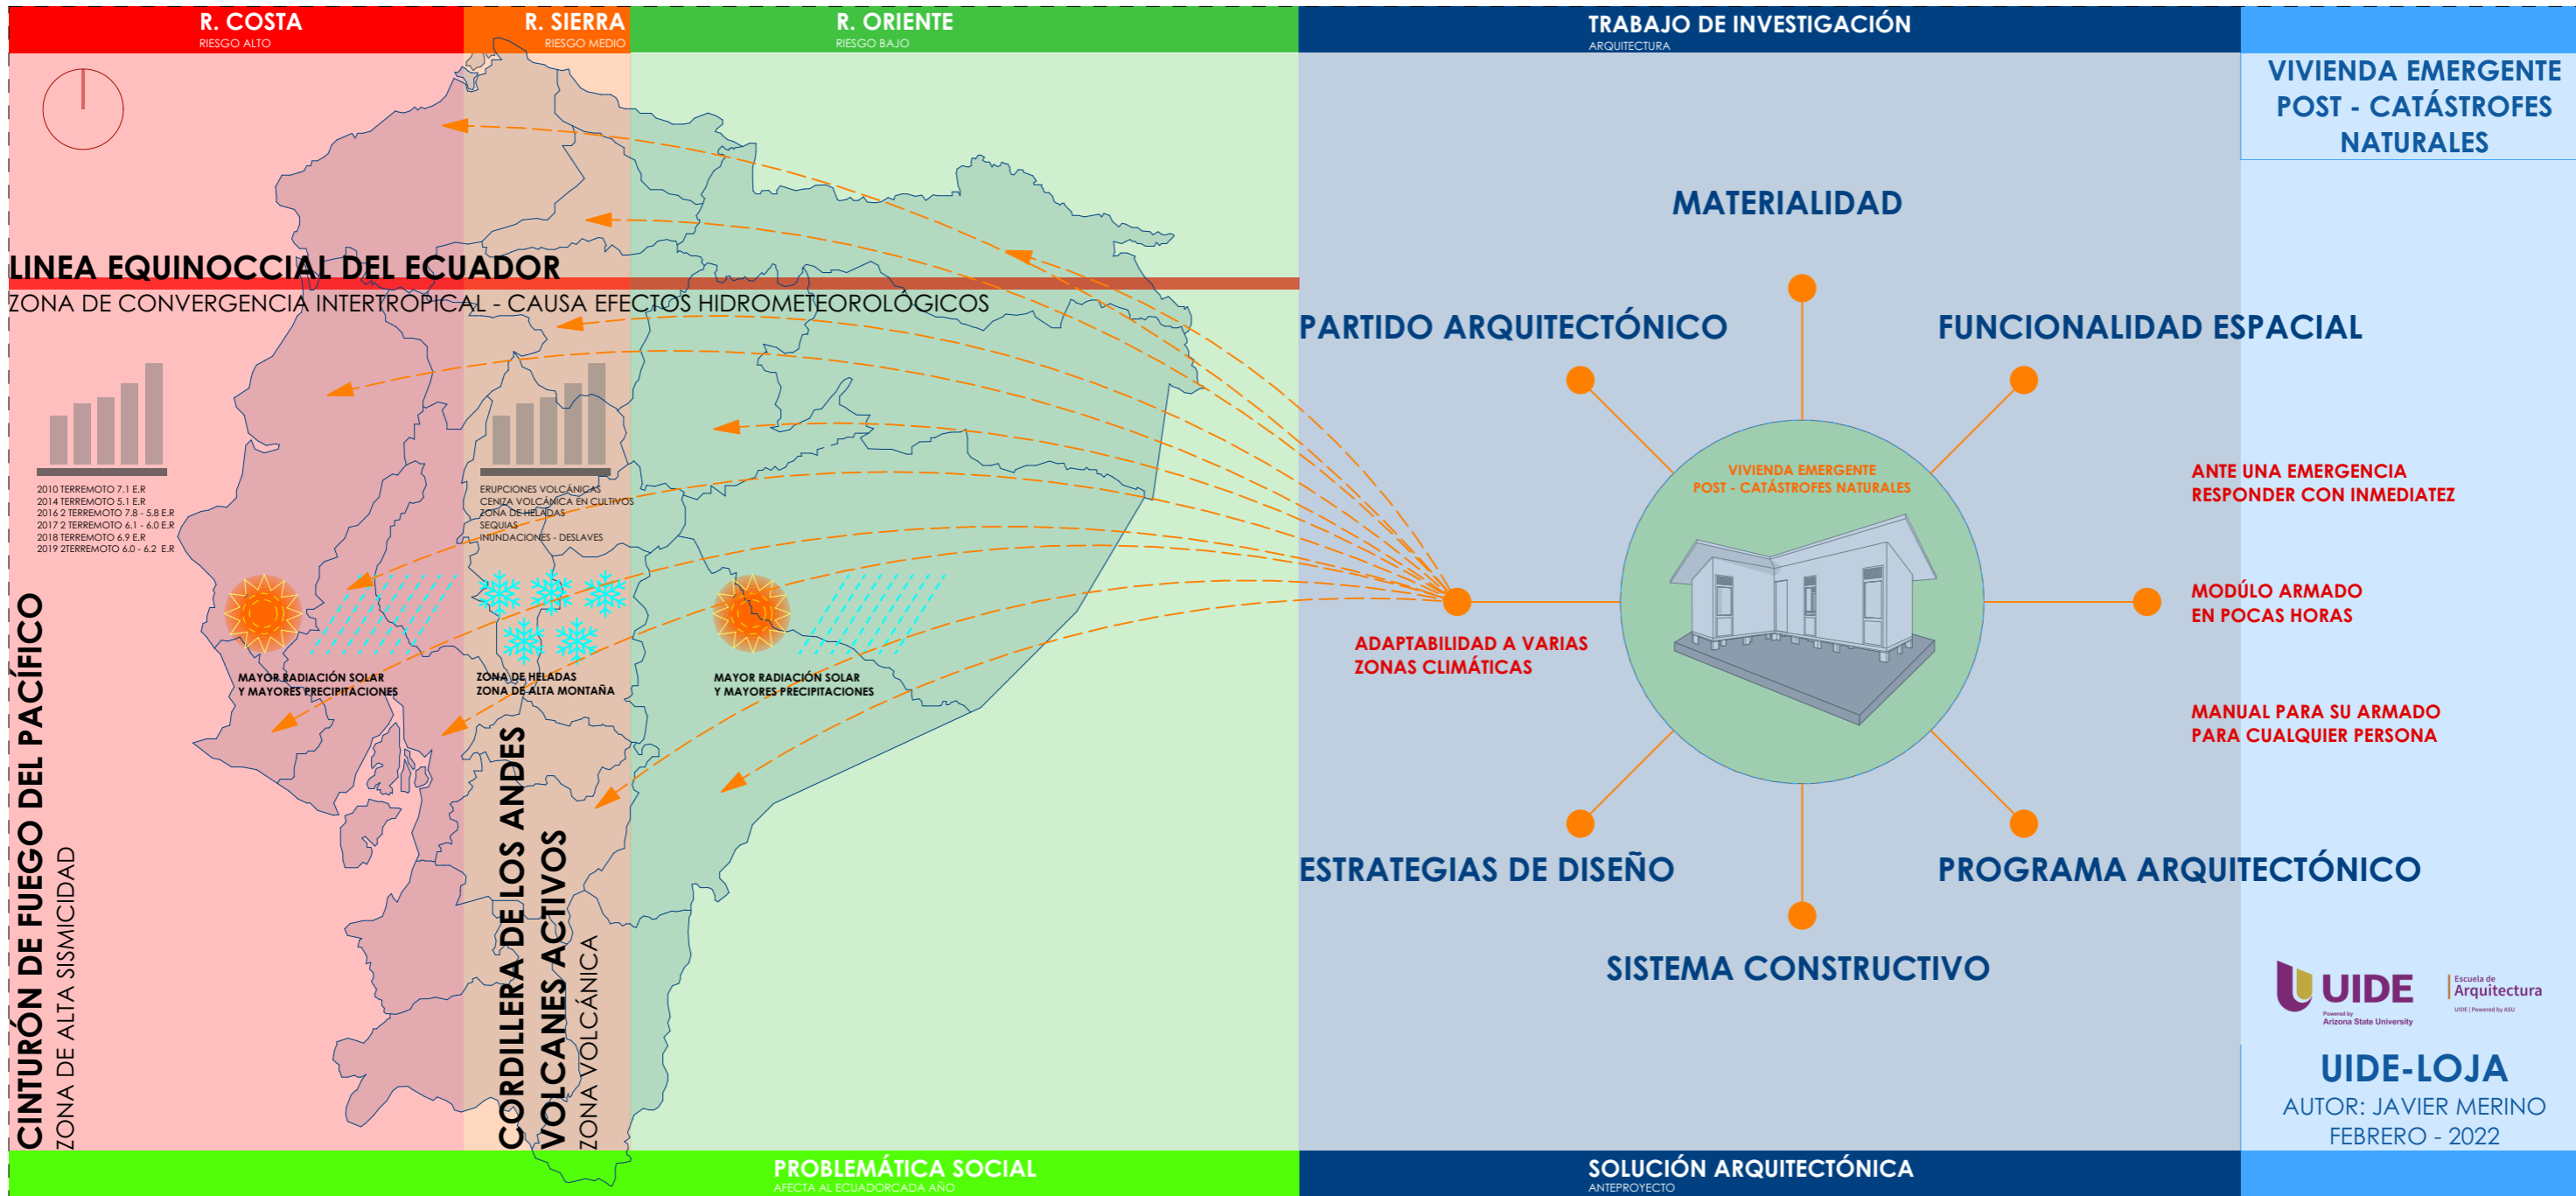 R. COSTA
RIESGO ALTO
R. SIERRA
RIESGO MEDIO
R. ORIENTE
RIESGO BAJO
TRABAJO DE INVESTIGACIÓN
ARQUITECTURA
VIVIENDA EMERGENTE
POST - CATÁSTROFES
NATURALES
LINEA EQUINOCCIAL DEL ECUADOR
ZONA DE CONVERGENCIA INTERTROPICAL - CAUSA EFECTOS HIDROMETEOROLÓGICOS
2010 TERREMOTO 7.1 E.R
2014 TERREMOTO 5.1 E.R
2016 2 TERREMOTO 7.8 - 5.8 E.R
2017 2 TERREMOTO 6.1 - 6.0 E.R
2018 TERREMOTO 6.9 E.R
2019 2TERREMOTO 6.0 - 6.2 E.R
ERUPCIONES VOLCÁNICAS
CENIZA VOLCÁNICA EN CULTIVOS
ZONA DE HELADAS
SEQUIAS
INUNDACIONES - DESLAVES
MAYOR RADIACIÓN SOLAR
Y MAYORES PRECIPITACIONES
ZONA DE HELADAS
ZONA DE ALTA MONTAÑA
MAYOR RADIACIÓN SOLAR
Y MAYORES PRECIPITACIONES
CINTURÓN DE FUEGO DEL PACÍFICO
ZONA DE ALTA SISMICIDAD
CORDILLERA DE LOS ANDES
VOLCANES ACTIVOS
ZONA VOLCÁNICA
MATERIALIDAD
PARTIDO ARQUITECTÓNICO
FUNCIONALIDAD ESPACIAL
VIVIENDA EMERGENTE
POST - CATÁSTROFES NATURALES
ANTE UNA EMERGENCIA
RESPONDER CON INMEDIATEZ
MODÚLO ARMADO
EN POCAS HORAS
ADAPTABILIDAD A VARIAS
ZONAS CLIMÁTICAS
MANUAL PARA SU ARMADO
PARA CUALQUIER PERSONA
ESTRATEGIAS DE DISEÑO
PROGRAMA ARQUITECTÓNICO
SISTEMA CONSTRUCTIVO
UIDE
Powered by
Arizona State University
Escuela de
Arquitectura
UIDE | Powered by ASU
UIDE-LOJA
AUTOR: JAVIER MERINO
FEBRERO - 2022
PROBLEMÁTICA SOCIAL
AFECTA AL ECUADORCADA AÑO
SOLUCIÓN ARQUITECTÓNICA
ANTEPROYECTO